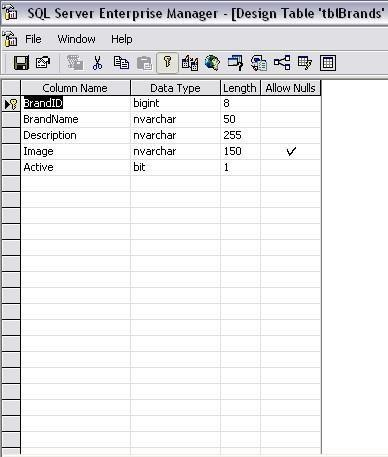 SQL Server Enterprise Manager - [Design Table 'tblBrands'
File Window Help
Column Name Data Type Length Allow Nulls
BrandID bigint 8
BrandName nvarchar 50
Description nvarchar 255
Image nvarchar 150
Active bit 1